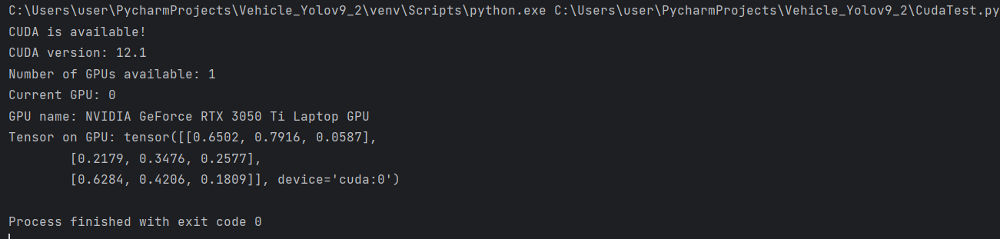 C:\Users\user\PycharmProjects\Vehicle_Yolov9_2\venv\Scripts\python.exe C:\Users\user\PycharmProjects\Vehicle_Yolov9_2\CudaTest.py
CUDA is available!
CUDA version: 12.1
Number of GPUs available: 1
Current GPU: 0
GPU name: NVIDIA GeForce RTX 3050 Ti Laptop GPU
Tensor on GPU: tensor([[0.6502, 0.7916, 0.0587],
        [0.2179, 0.3476, 0.2577],
        [0.6284, 0.4206, 0.1809]], device='cuda:0')

Process finished with exit code 0